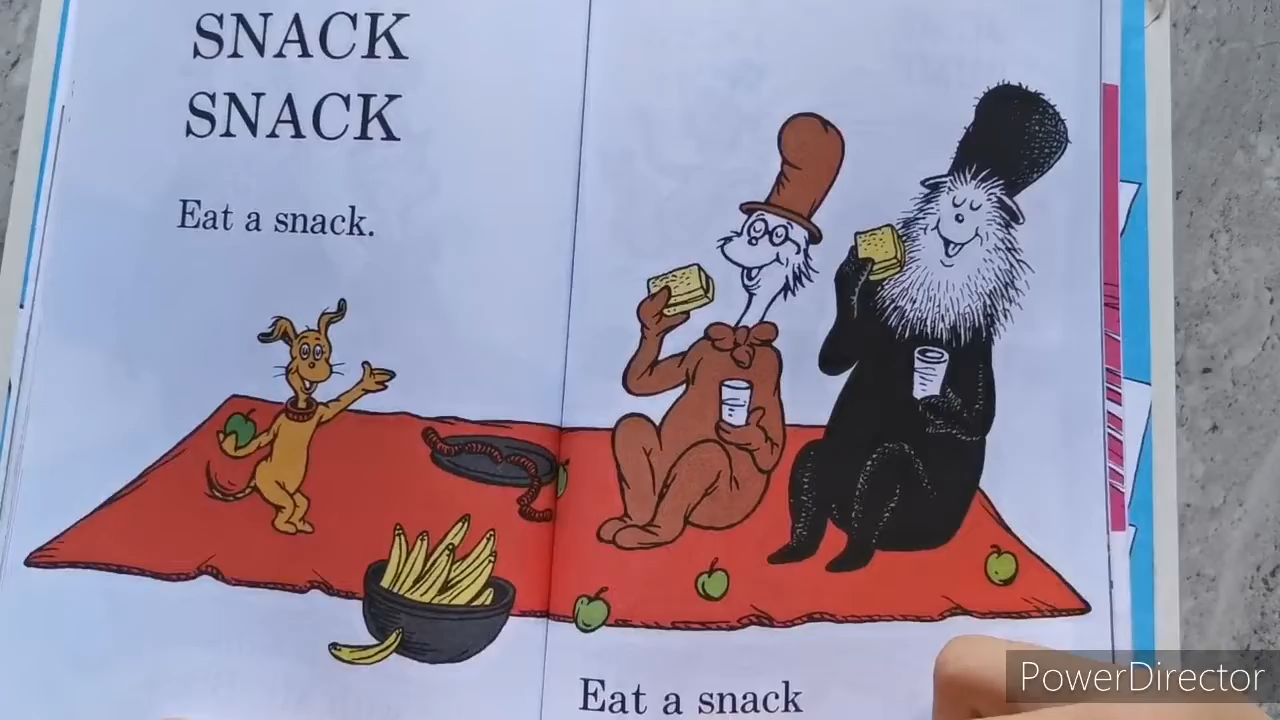 SNACK
SNACK
Eat a snack.
Eat a snack
PowerDirector